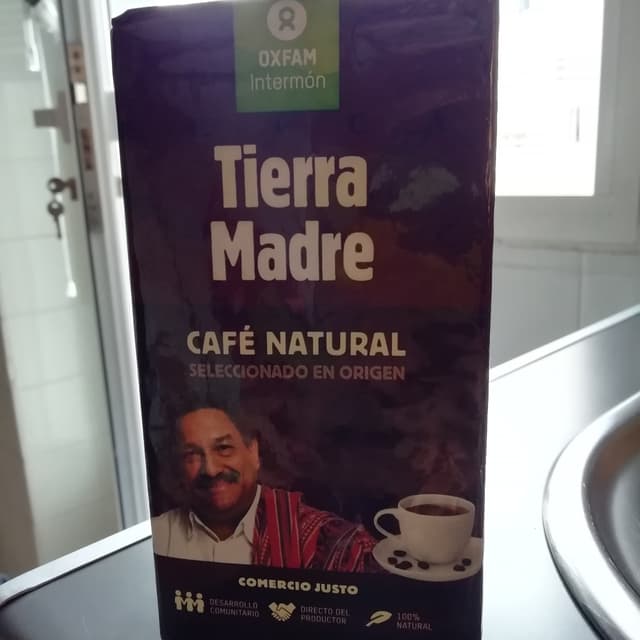 OXFAM
Intermón
Tierra
Madre
CAFÉ NATURAL
SELECCIONADO EN ORIGEN
COMERCIO JUSTO
DESARROLLO
COMUNITARIO
DIRECTO DEL
PRODUCTOR
100%
NATURAL